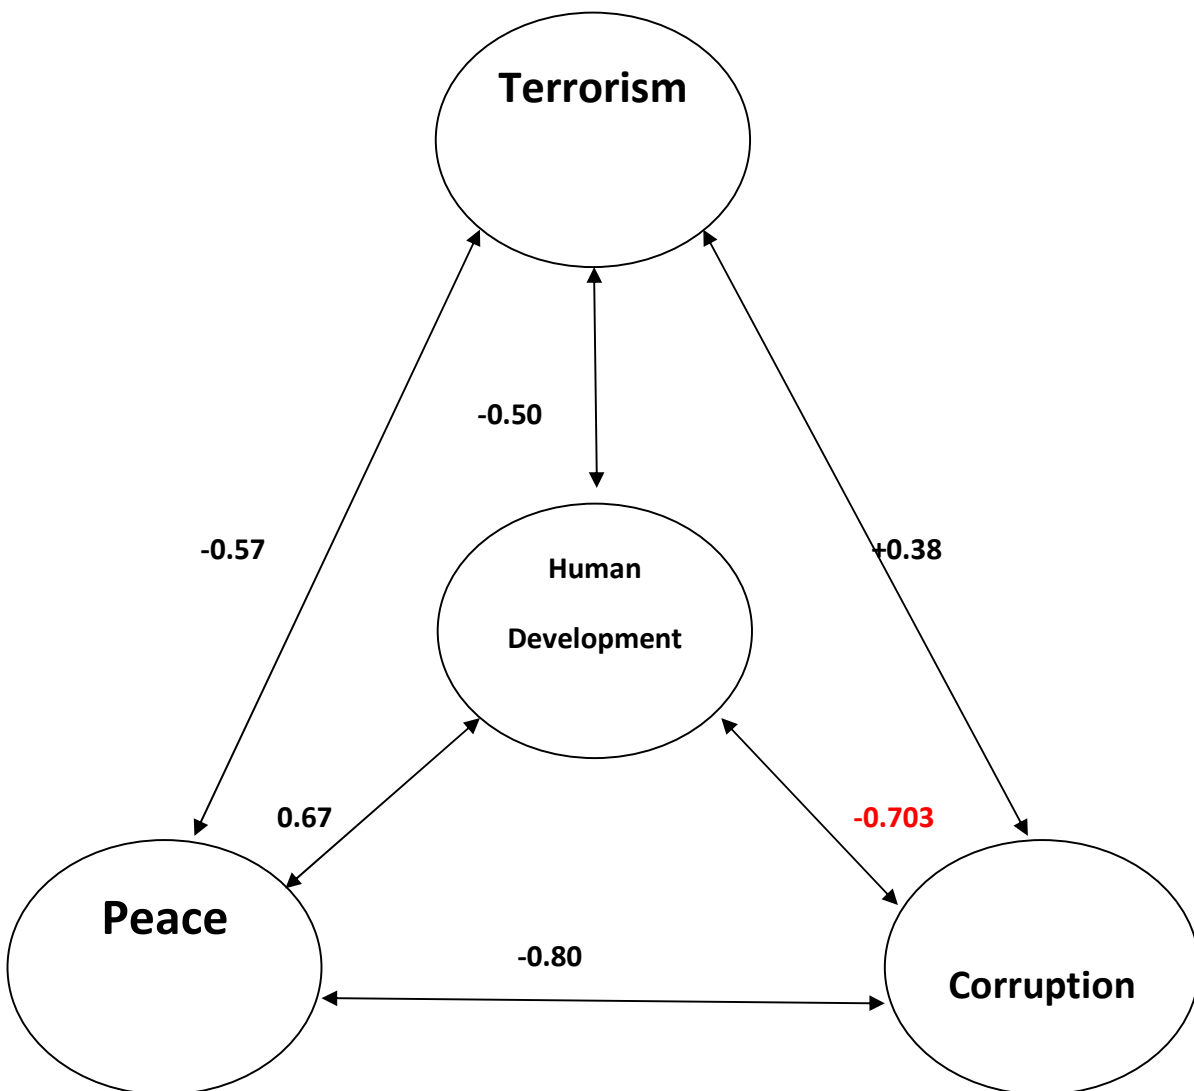 Terrorism
-0.50
-0.57
+0.38
Human
Development
0.67
-0.703
Peace
-0.80
Corruption